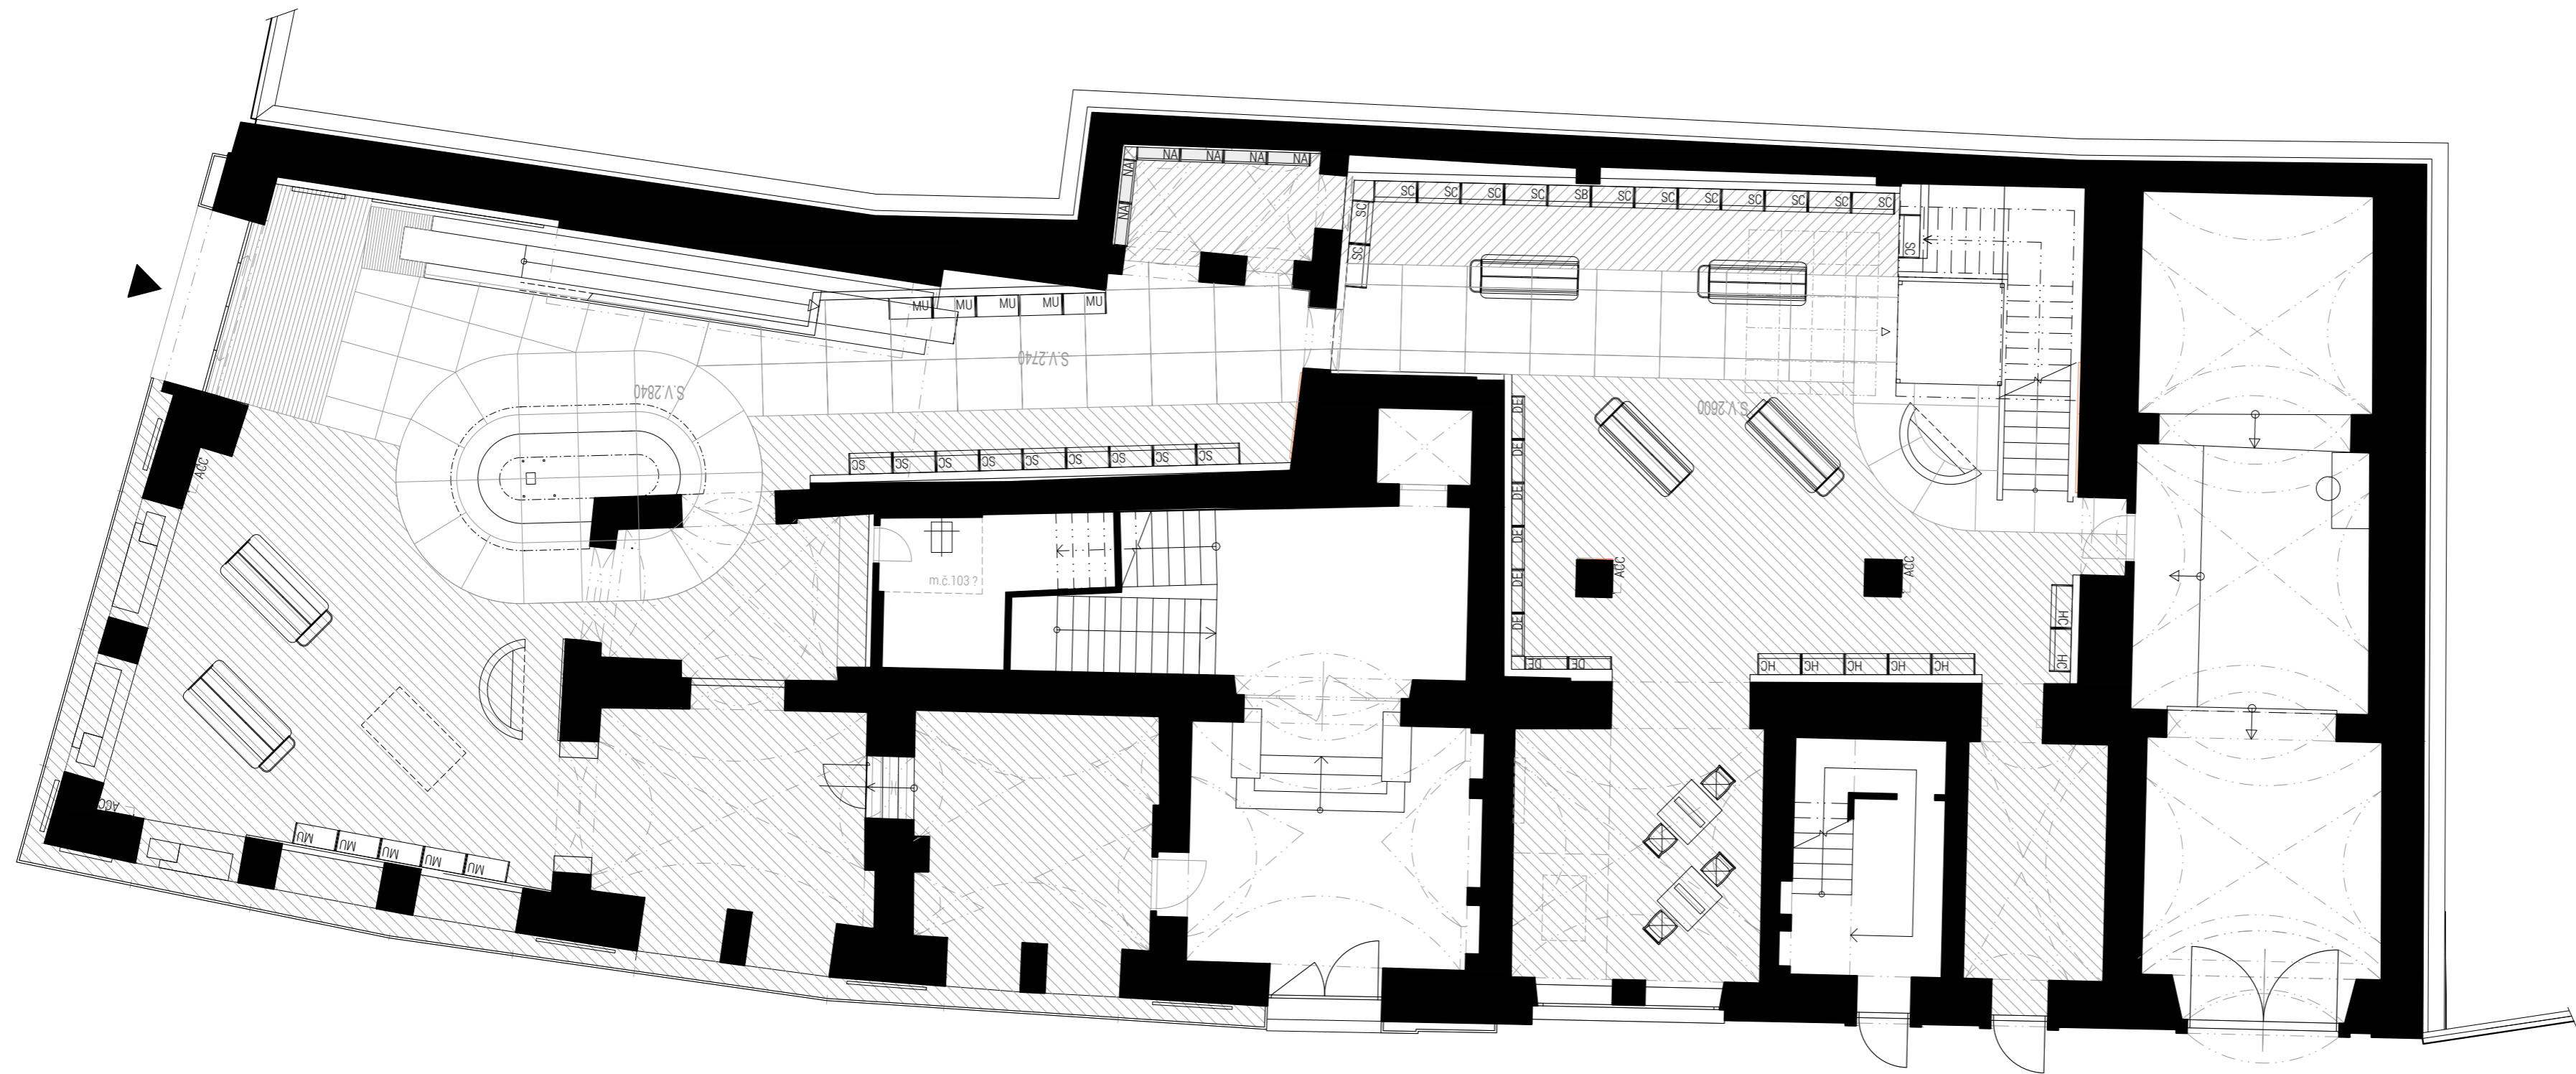 NA NA NA NA
NA
NA
SC SC SC SC SB SC SC SC SC SC SC SC
SC
SC
SC
MU MU MU MU MU
S.V.2740
S.V.2840
S.V.2600
SC SC SC SC SC SC SC SC SC
ACC
DE
DE
DE
DE
DE
DE
DE DE
m.č.103 ?
ACC
ACC
HC
HC
HC HC HC HC HC
ACC
MU MU MU MU MU